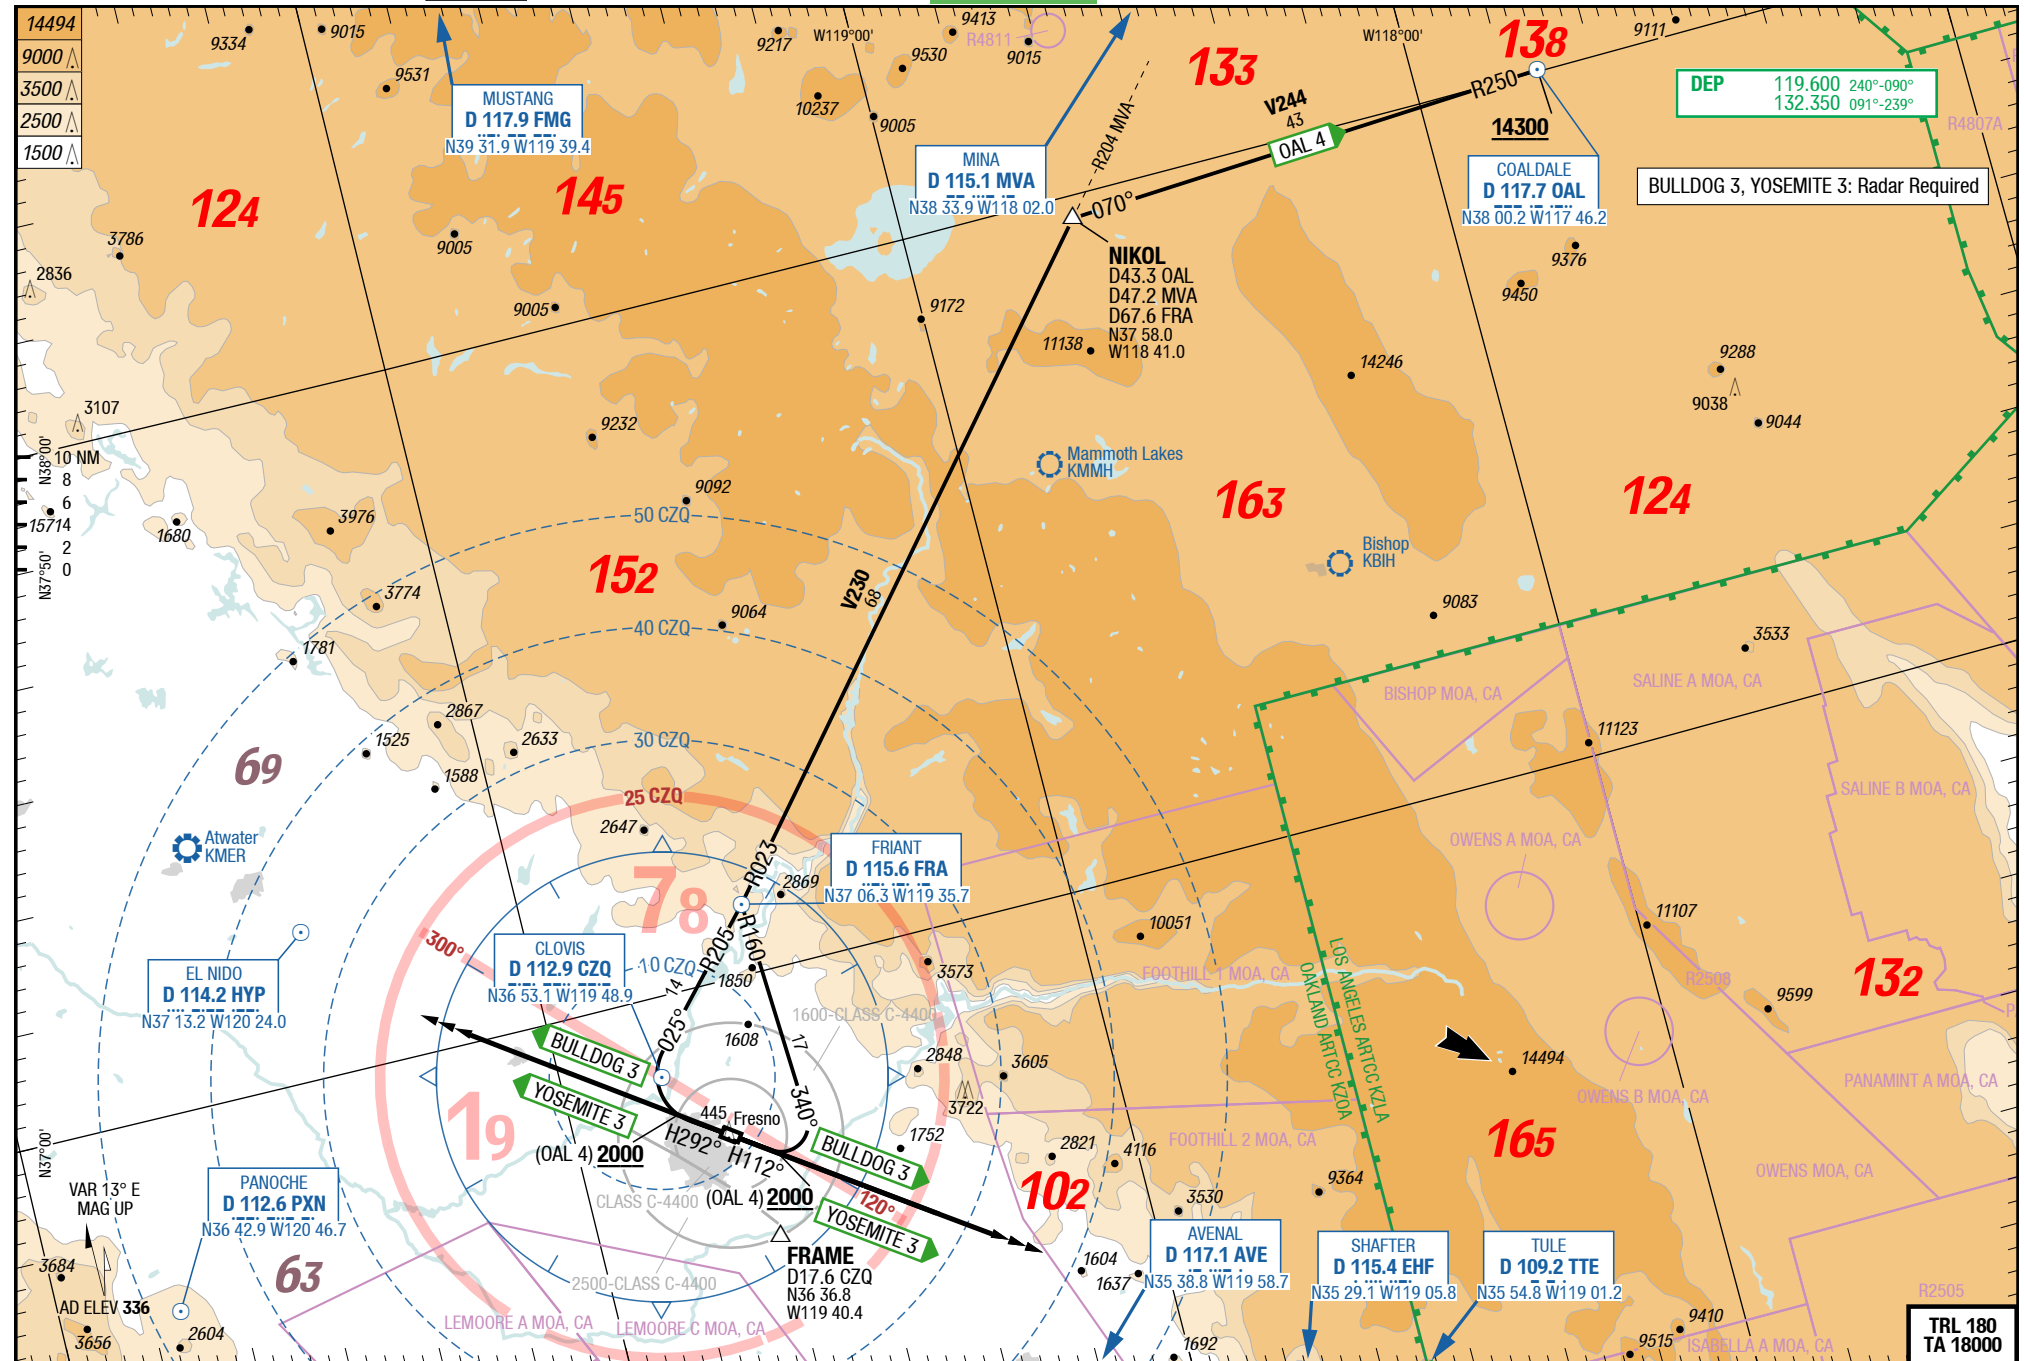 14494
9000
3500
2500
1500
9334
9015
9531
MUSTANG
D 117.9 FMG
N39 31.9 W119 39.4
9217
W119°00'
9413
R4811
9015
9530
10237
9005
133
W118°00'
138
9111
DEP 119.600 240°-090°
132.350 091°-239°
R4807A
R250
V244
43
OAL 4
14300
R204 MVA
MINA
D 115.1 MVA
N38 33.9 W118 02.0
COALDALE
D 117.7 OAL
N38 00.2 W117 46.2
BULLDOG 3, YOSEMITE 3: Radar Required
124
145
3786
9005
2836
9005
070°
NIKOL
D43.3 OAL
D47.2 MVA
D67.6 FRA
N37 58.0
W118 41.0
9376
9450
9172
11138
14246
9288
9038
9044
3107
N38°00'
10 NM
8
6
4
2
0
15714
N37°50'
9232
Mammoth Lakes
KMMH
163
124
9092
50 CZQ
3976
1680
Bishop
KBIH
152
V230
68
3774
9064
40 CZQ
9083
3533
1781
BISHOP MOA, CA
SALINE A MOA, CA
2867
1525
2633
30 CZQ
11123
69
1588
25 CZQ
SALINE B MOA, CA
2647
Atwater
KMER
OWENS A MOA, CA
R023
FRIANT
D 115.6 FRA
N37 06.3 W119 35.7
2869
78
11107
10051
300°
CLOVIS
D 112.9 CZQ
N36 53.1 W119 48.9
10 CZQ
R205
R160
1850
14
3573
FOOTHILL 1 MOA, CA
LOS ANGELES ARTCC KZLA
OAKLAND ARTCC KZOA
R2508
132
EL NIDO
D 114.2 HYP
N37 13.2 W120 24.0
9599
1600-CLASS C-4400
1608
17
025°
BULLDOG 3
YOSEMITE 3
2848
3605
14494
3722
OWENS B MOA, CA
PANAMINT A MOA, CA
19
445
Fresno
340°
H292°
H112°
(OAL 4) 2000
1752
BULLDOG 3
2821
4116
FOOTHILL 2 MOA, CA
165
OWENS MOA, CA
N37°00'
VAR 13° E
MAG UP
PANOCHE
D 112.6 PXN
N36 42.9 W120 46.7
CLASS C-4400
(OAL 4) 2000
120°
YOSEMITE 3
102
9364
3530
FRAME
D17.6 CZQ
N36 36.8
W119 40.4
AVENAL
D 117.1 AVE
N35 38.8 W119 58.7
SHAFTER
D 115.4 EHF
N35 29.1 W119 05.8
TULE
D 109.2 TTE
N35 54.8 W119 01.2
1604
1637
63
3684
2500-CLASS C-4400
AD ELEV 336
3656
2604
LEMOORE A MOA, CA
LEMOORE C MOA, CA
1692
R2505
9410
9515
ISABELLA A MOA, CA
TRL 180
TA 18000